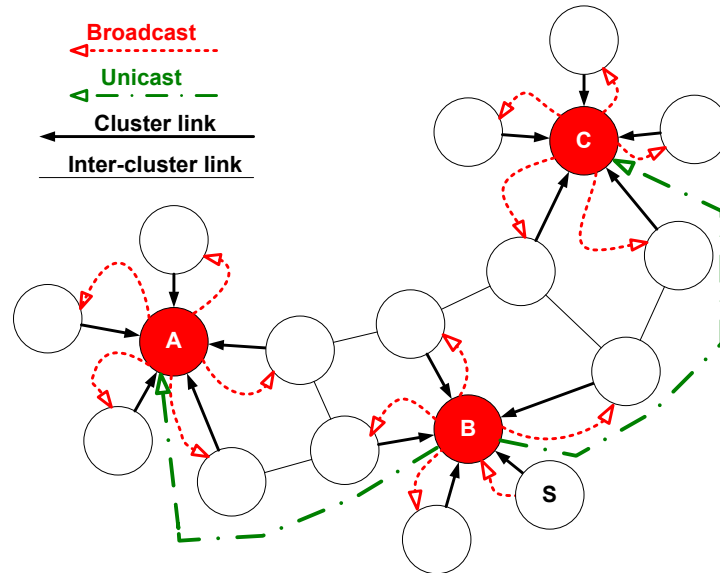 Broadcast
Unicast
Cluster link
Inter-cluster link
C
A
B
S